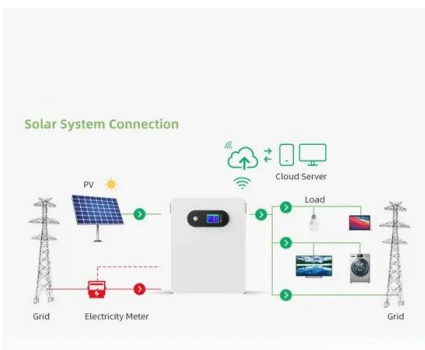 Solar System Connection
Cloud Server
PV
Load
Grid
Electricity Meter
Grid